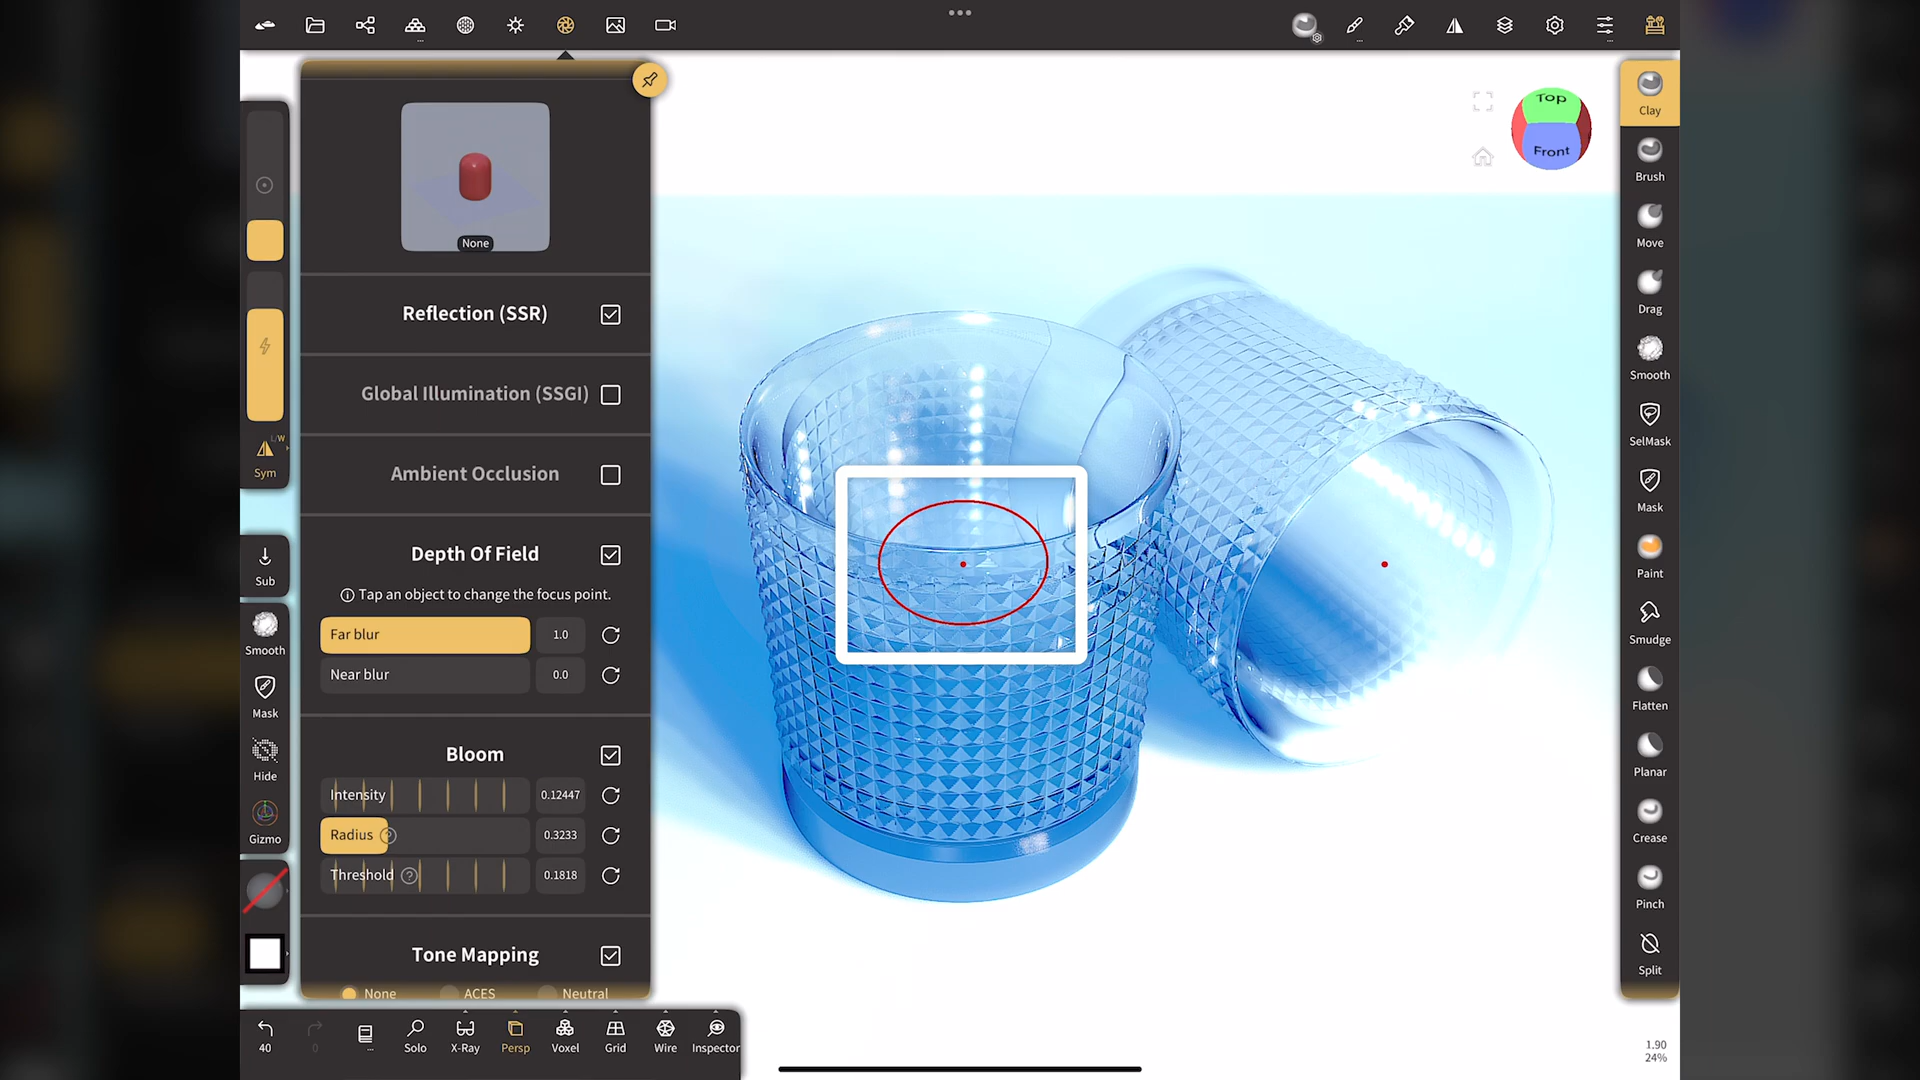 None
Reflection (SSR)
Global Illumination (SSGI)
Ambient Occlusion
Depth Of Field
Tap an object to change the focus point.
Far blur 1.0
Near blur 0.0
Bloom
Intensity 0.12447
Radius ? 0.3233
Threshold ? 0.1818
Tone Mapping
None ACES Neutral
L/W
Sym
Sub
Smooth
Mask
Hide
Gizmo
40
0
Solo
X-Ray
Persp
Voxel
Grid
Wire
Inspector
Top
Front
Clay
Brush
Move
Drag
Smooth
SelMask
Mask
Paint
Smudge
Flatten
Planar
Crease
Pinch
Split
1.90
24%